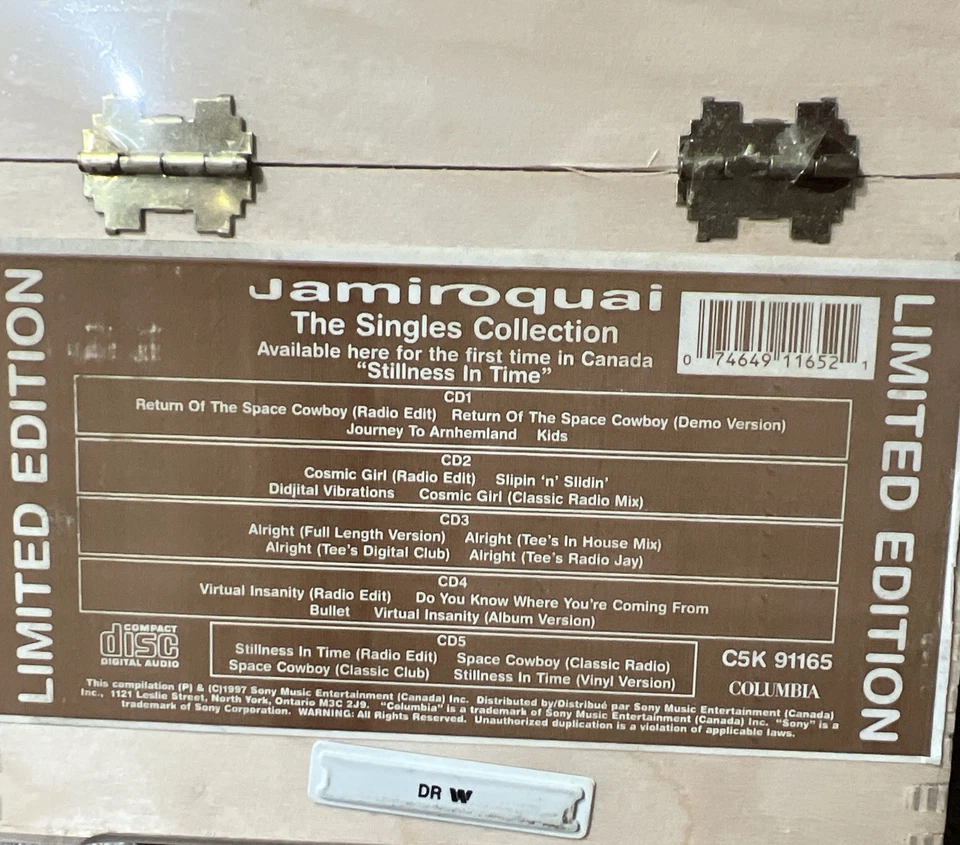 LIMITED EDITION
Jamiroquai
The Singles Collection
Available here for the first time in Canada
“Stillness In Time”
0 74649 11652 1
CD1
Return Of The Space Cowboy (Radio Edit) Return Of The Space Cowboy (Demo Version)
Journey To Arnhemland Kids
CD2
Cosmic Girl (Radio Edit) Slipin ‘n’ Slidin’
Didjital Vibrations Cosmic Girl (Classic Radio Mix)
CD3
Alright (Full Length Version) Alright (Tee's In House Mix)
Alright (Tee's Digital Club) Alright (Tee's Radio Jay)
CD4
Virtual Insanity (Radio Edit) Do You Know Where You're Coming From
Bullet Virtual Insanity (Album Version)
CD5
Stillness In Time (Radio Edit) Space Cowboy (Classic Radio)
Space Cowboy (Classic Club) Stillness In Time (Vinyl Version)
COMPACT
disc
DIGITAL AUDIO
C5K 91165
COLUMBIA
This compilation (P) & (C)1997 Sony Music Entertainment (Canada) Inc. Distributed by/Distribué par Sony Music Entertainment (Canada)
Inc., 1121 Leslie Street, North York, Ontario M3C 2J9. "Columbia" is a trademark of Sony Music Entertainment (Canada) Inc. "Sony" is a
trademark of Sony Corporation. WARNING: All Rights Reserved. Unauthorized duplication is a violation of applicable laws.
LIMITED EDITION
DR W